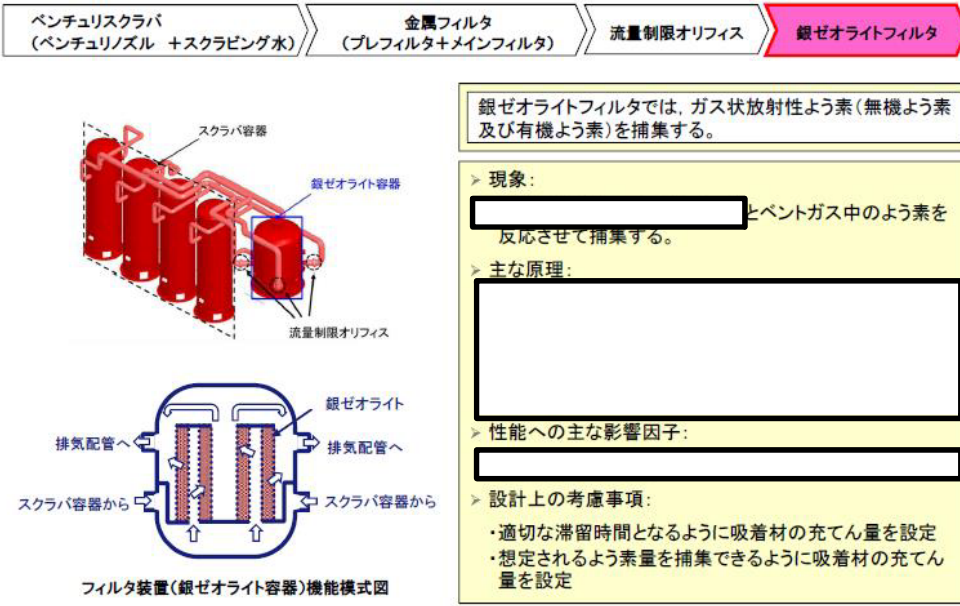 ベンチュリスクラバ
(ベンチュリノズル +スクラビング水)
金属フィルタ
(プレフィルタ+メインフィルタ)
流量制限オリフィス
銀ゼオライトフィルタ
スクラバ容器
銀ゼオライト容器
流量制限オリフィス
銀ゼオライト
排気配管へ
排気配管へ
スクラバ容器から
スクラバ容器から
フィルタ装置(銀ゼオライト容器)機能模式図
銀ゼオライトフィルタでは,ガス状放射性よう素(無機よう素
及び有機よう素)を捕集する。
➢ 現象:
とベントガス中のよう素を
反応させて捕集する。
➢ 主な原理:
➢ 性能への主な影響因子:
➢ 設計上の考慮事項:
・適切な滞留時間となるように吸着材の充てん量を設定
・想定されるよう素量を捕集できるように吸着材の充てん
量を設定